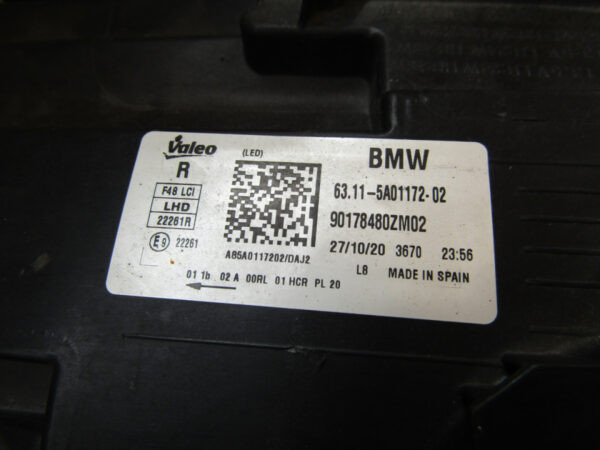 Valeo
R
F48 LCI
LHD
22261R
E9 22261
(LED)
A85A0117202/DAJ2
BMW
63.11-5A01172-02
90178480ZM02
27/10/20 3670 23:56
L8 MADE IN SPAIN
01 1b 02 A 00RL 01 HCR PL 20